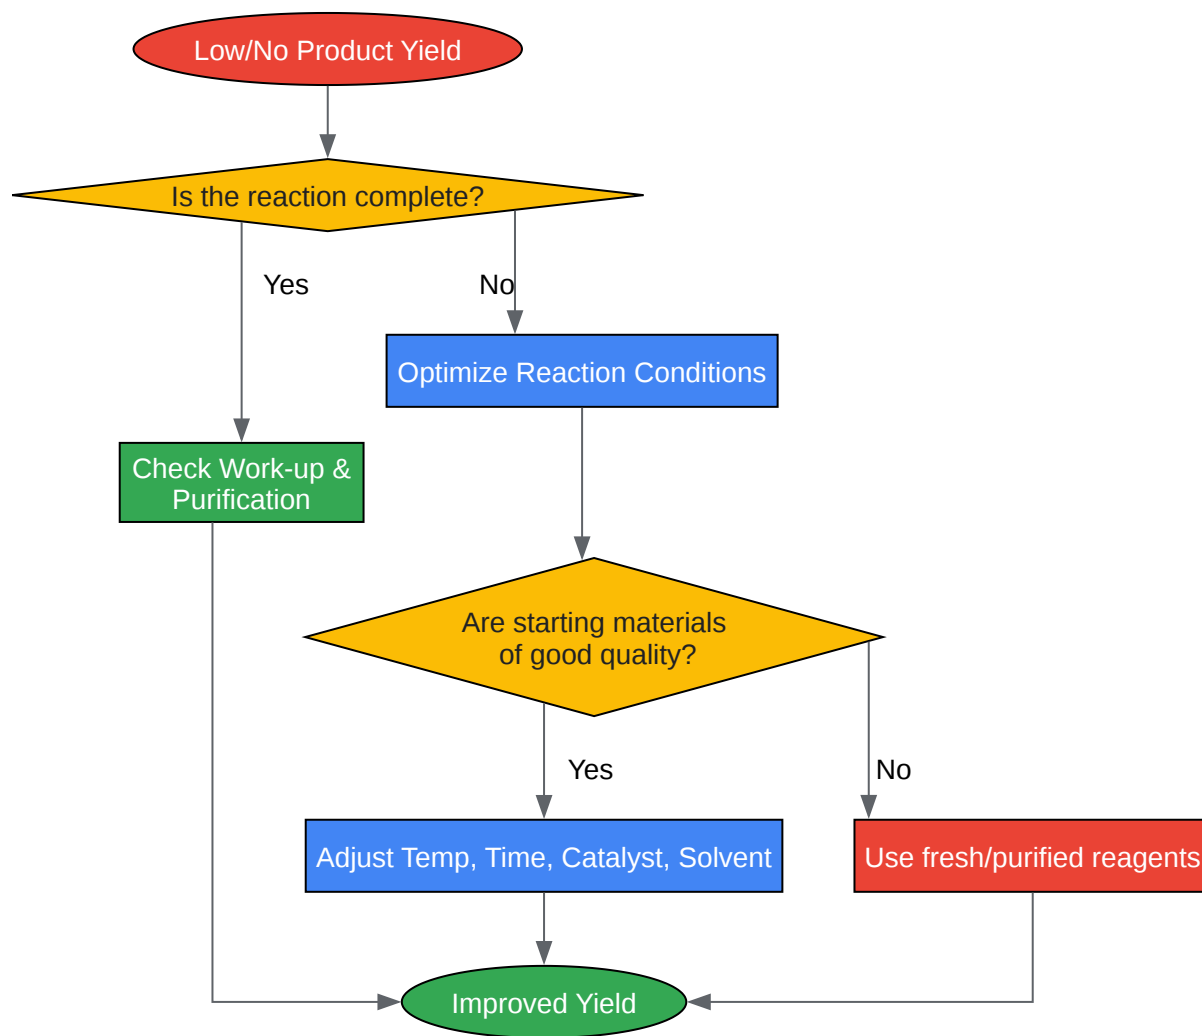 Low/No Product Yield
Is the reaction complete?
Yes
No
Optimize Reaction Conditions
Check Work-up &
Purification
Are starting materials
of good quality?
Yes
No
Adjust Temp, Time, Catalyst, Solvent
Use fresh/purified reagents
Improved Yield